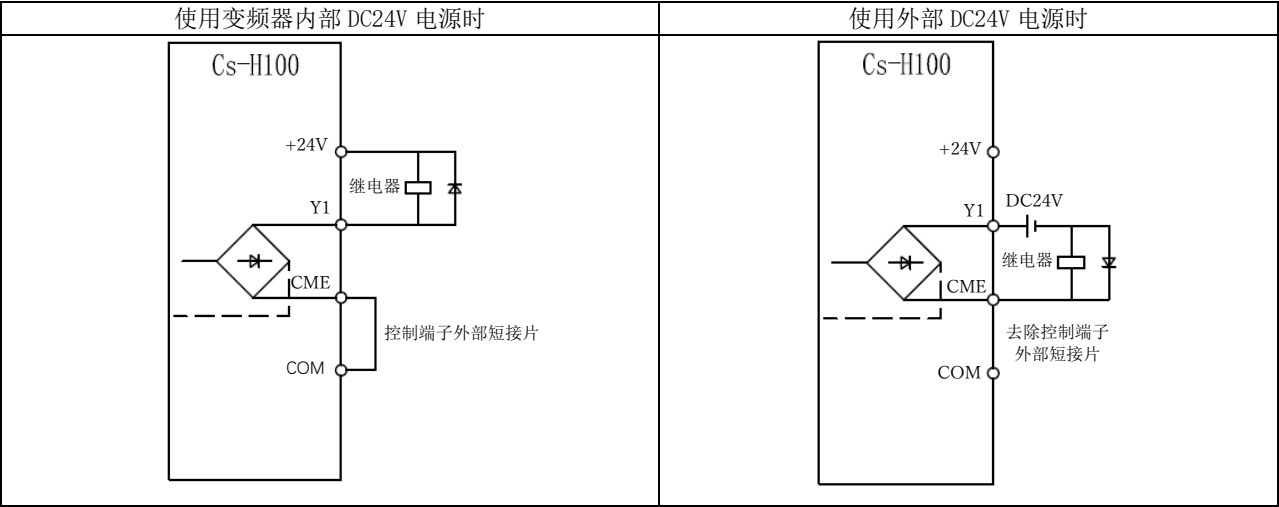 使用变频器内部 DC24V 电源时
Cs-H100
+24V
继电器
Y1
CME
控制端子外部短接片
COM
使用外部 DC24V 电源时
Cs-H100
+24V
DC24V
Y1
继电器
CME
去除控制端子
外部短接片
COM